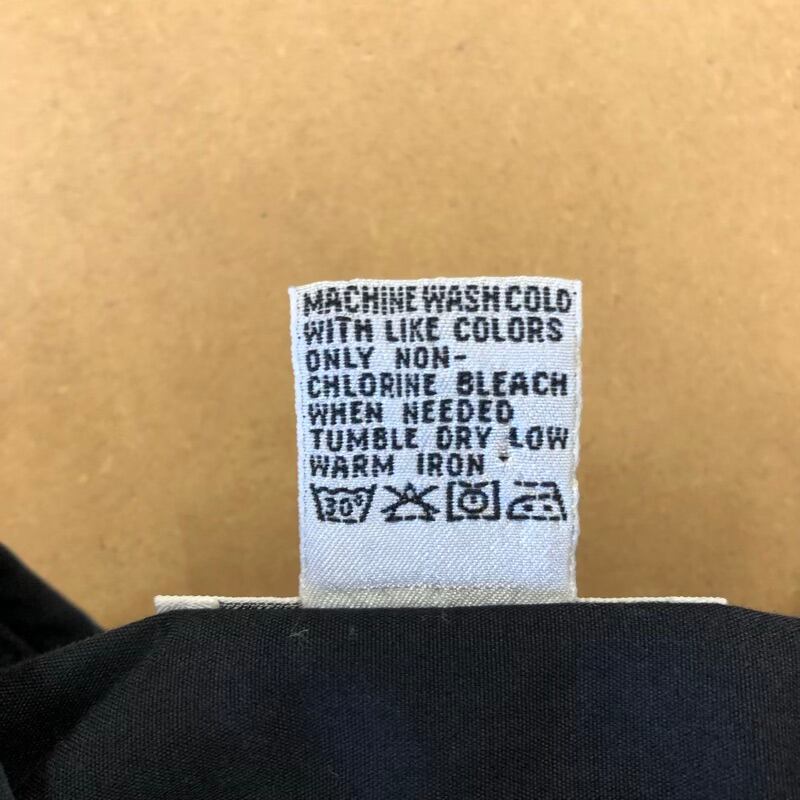 MACHINE WASH COLD
WITH LIKE COLORS
ONLY NON-
CHLORINE BLEACH
WHEN NEEDED
TUMBLE DRY LOW
WARM IRON
30°